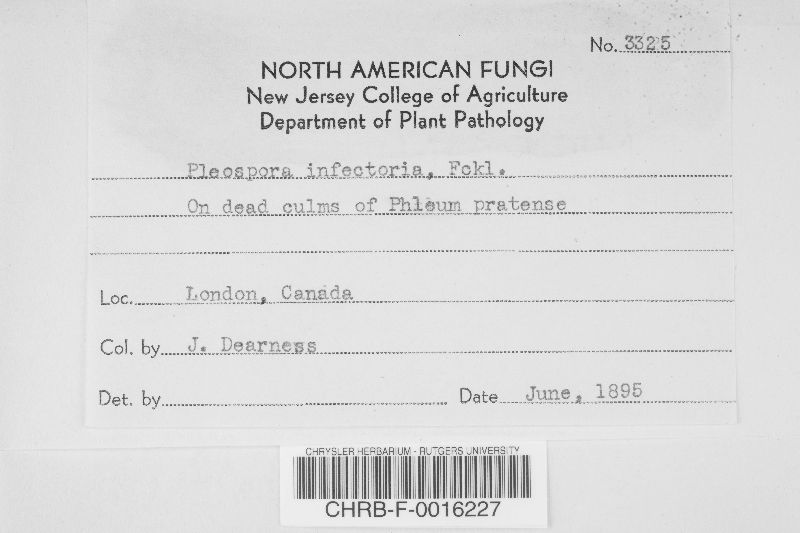 No. 3325
NORTH AMERICAN FUNGI
New Jersey College of Agriculture
Department of Plant Pathology
Pleospora infectoria, Fckl.
On dead culms of Phleum pratense
Loc. London, Canada
Col. by J. Dearness
Det. by Date June, 1895
CHRYSLER HERBARIUM - RUTGERS UNIVERSITY
CHRB-F-0016227